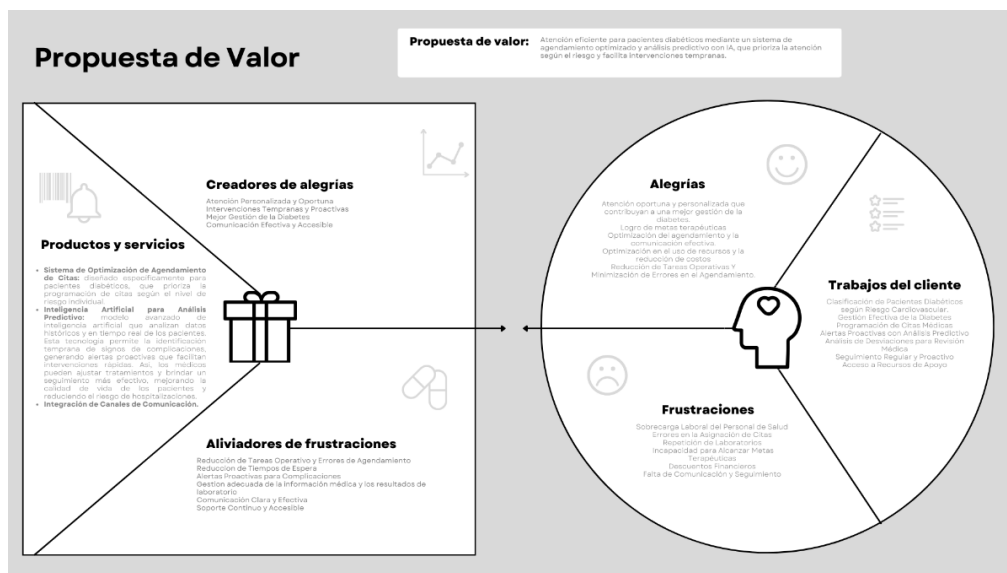 Propuesta de Valor
Propuesta de valor:
Atención eficiente para pacientes diabéticos mediante un sistema de
agendamiento optimizado y análisis predictivo con IA, que prioriza la atención
según el riesgo y facilita intervenciones tempranas.
Creadores de alegrías
Atención Personalizada y Oportuna
Intervenciones Tempranas y Proactivas
Mejor Gestión de la Diabetes
Comunicación Efectiva y Accesible
Productos y servicios
• Sistema de Optimización de Agendamiento
de Citas: diseñado específicamente para
pacientes diabéticos, que prioriza la
programación de citas según el nivel de
riesgo individual.
• Inteligencia Artificial para Análisis
Predictivo: modelo avanzado de
inteligencia artificial que analizan datos
históricos y en tiempo real de los pacientes.
Esta tecnología permite la identificación
temprana de signos de complicaciones,
generando alertas proactivas que facilitan
intervenciones rápidas. Así, los médicos
pueden ajustar tratamientos y brindar un
seguimiento más efectivo, mejorando la
calidad de vida de los pacientes y
reduciendo el riesgo de hospitalizaciones.
• Integración de Canales de Comunicación.
Aliviadores de frustraciones
Reducción de Tareas Operativo y Errores de Agendamiento
Reduccion de Tiempos de Espera
Alertas Proactivas para Complicaciones
Gestion adecuada de la información médica y los resultados de
laboratorio
Comunicación Clara y Efectiva
Soporte Continuo y Accesible
Alegrías
Atención oportuna y personalizada que
contribuyan a una mejor gestión de la
diabetes.
Logro de metas terapéuticas
Optimización del agendamiento y la
comunicación efectiva.
Optimización en el uso de recursos y la
reducción de costos
Reducción de Tareas Operativas Y
Minimización de Errores en el Agendamiento.
Trabajos del cliente
Clasificación de Pacientes Diabéticos
según Riesgo Cardiovascular.
Gestión Efectiva de la Diabetes
Programación de Citas Médicas
Alertas Proactivas con Análisis Predictivo
Análisis de Desviaciones para Revisión
Médica
Seguimiento Regular y Proactivo
Acceso a Recursos de Apoyo
Frustraciones
Sobrecarga Laboral del Personal de Salud
Errores en la Asignación de Citas
Repetición de Laboratorios
Incapacidad para Alcanzar Metas
Terapéuticas
Descuentos Financieros
Falta de Comunicación y Seguimiento